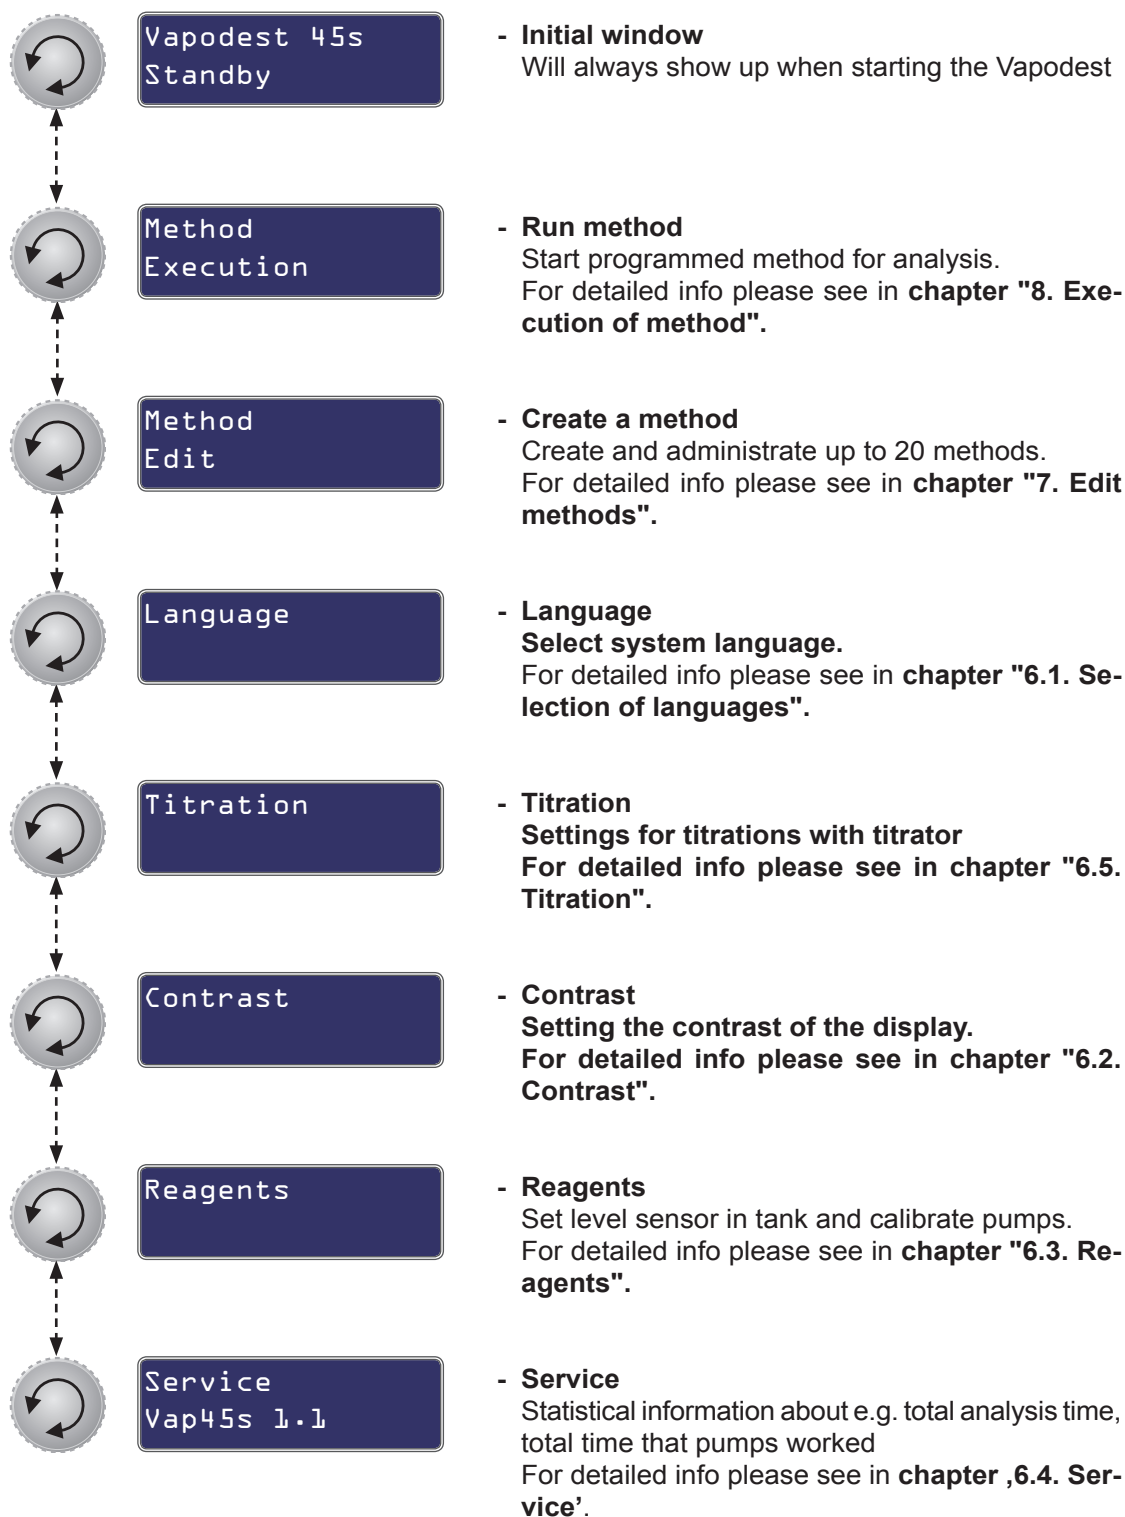 Vapodest 45s
Standby
- Initial window
Will always show up when starting the Vapodest
Method
Execution
- Run method
Start programmed method for analysis.
For detailed info please see in chapter "8. Exe-
cution of method".
Method
Edit
- Create a method
Create and administrate up to 20 methods.
For detailed info please see in chapter "7. Edit
methods".
Language
- Language
Select system language.
For detailed info please see in chapter "6.1. Se-
lection of languages".
Titration
- Titration
Settings for titrations with titrator
For detailed info please see in chapter "6.5.
Titration".
Contrast
- Contrast
Setting the contrast of the display.
For detailed info please see in chapter "6.2.
Contrast".
Reagents
- Reagents
Set level sensor in tank and calibrate pumps.
For detailed info please see in chapter "6.3. Re-
agents".
Service
Vap45s 1.1
- Service
Statistical information about e.g. total analysis time,
total time that pumps worked
For detailed info please see in chapter ‚6.4. Ser-
vice’.